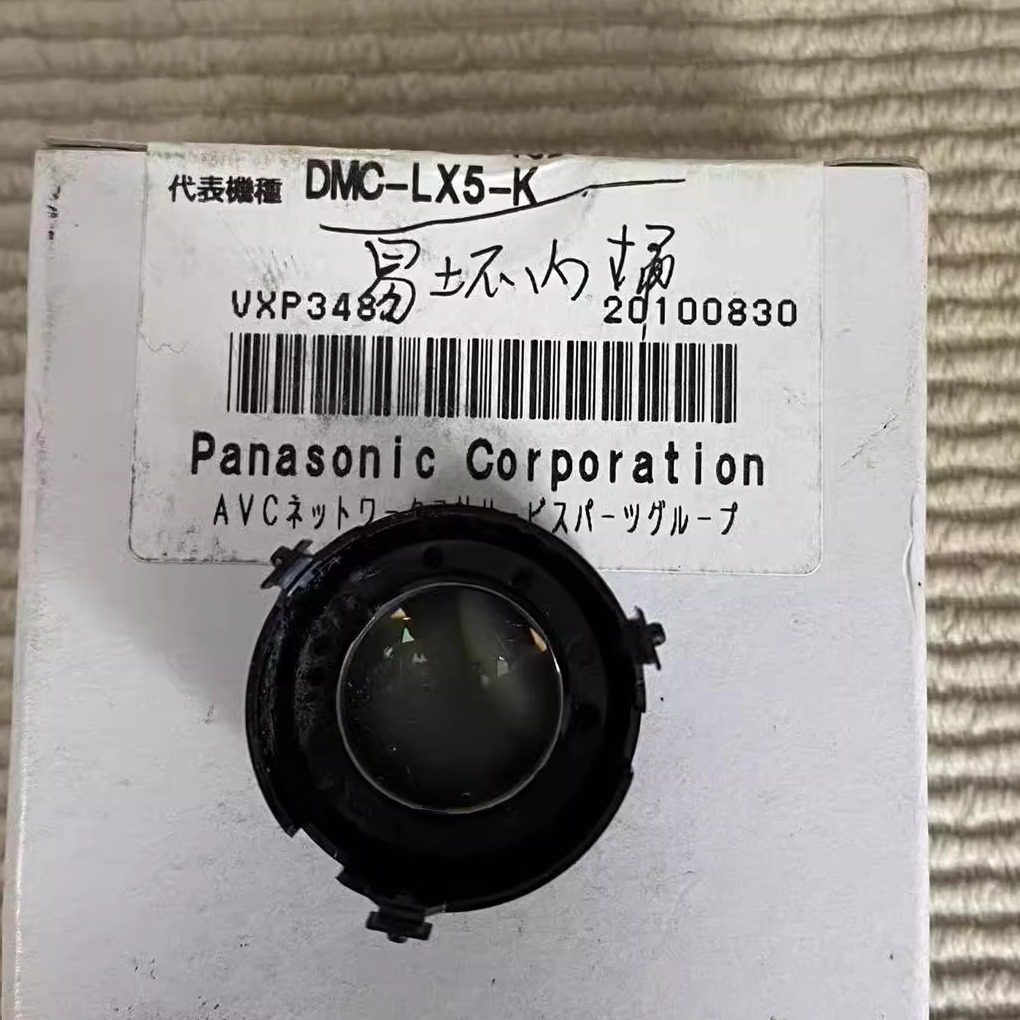 代表機種 DMC-LX5-K
易坏内桶
VXP348 20100830
Panasonic Corporation
AVCネットワークスサービスパーツグループ